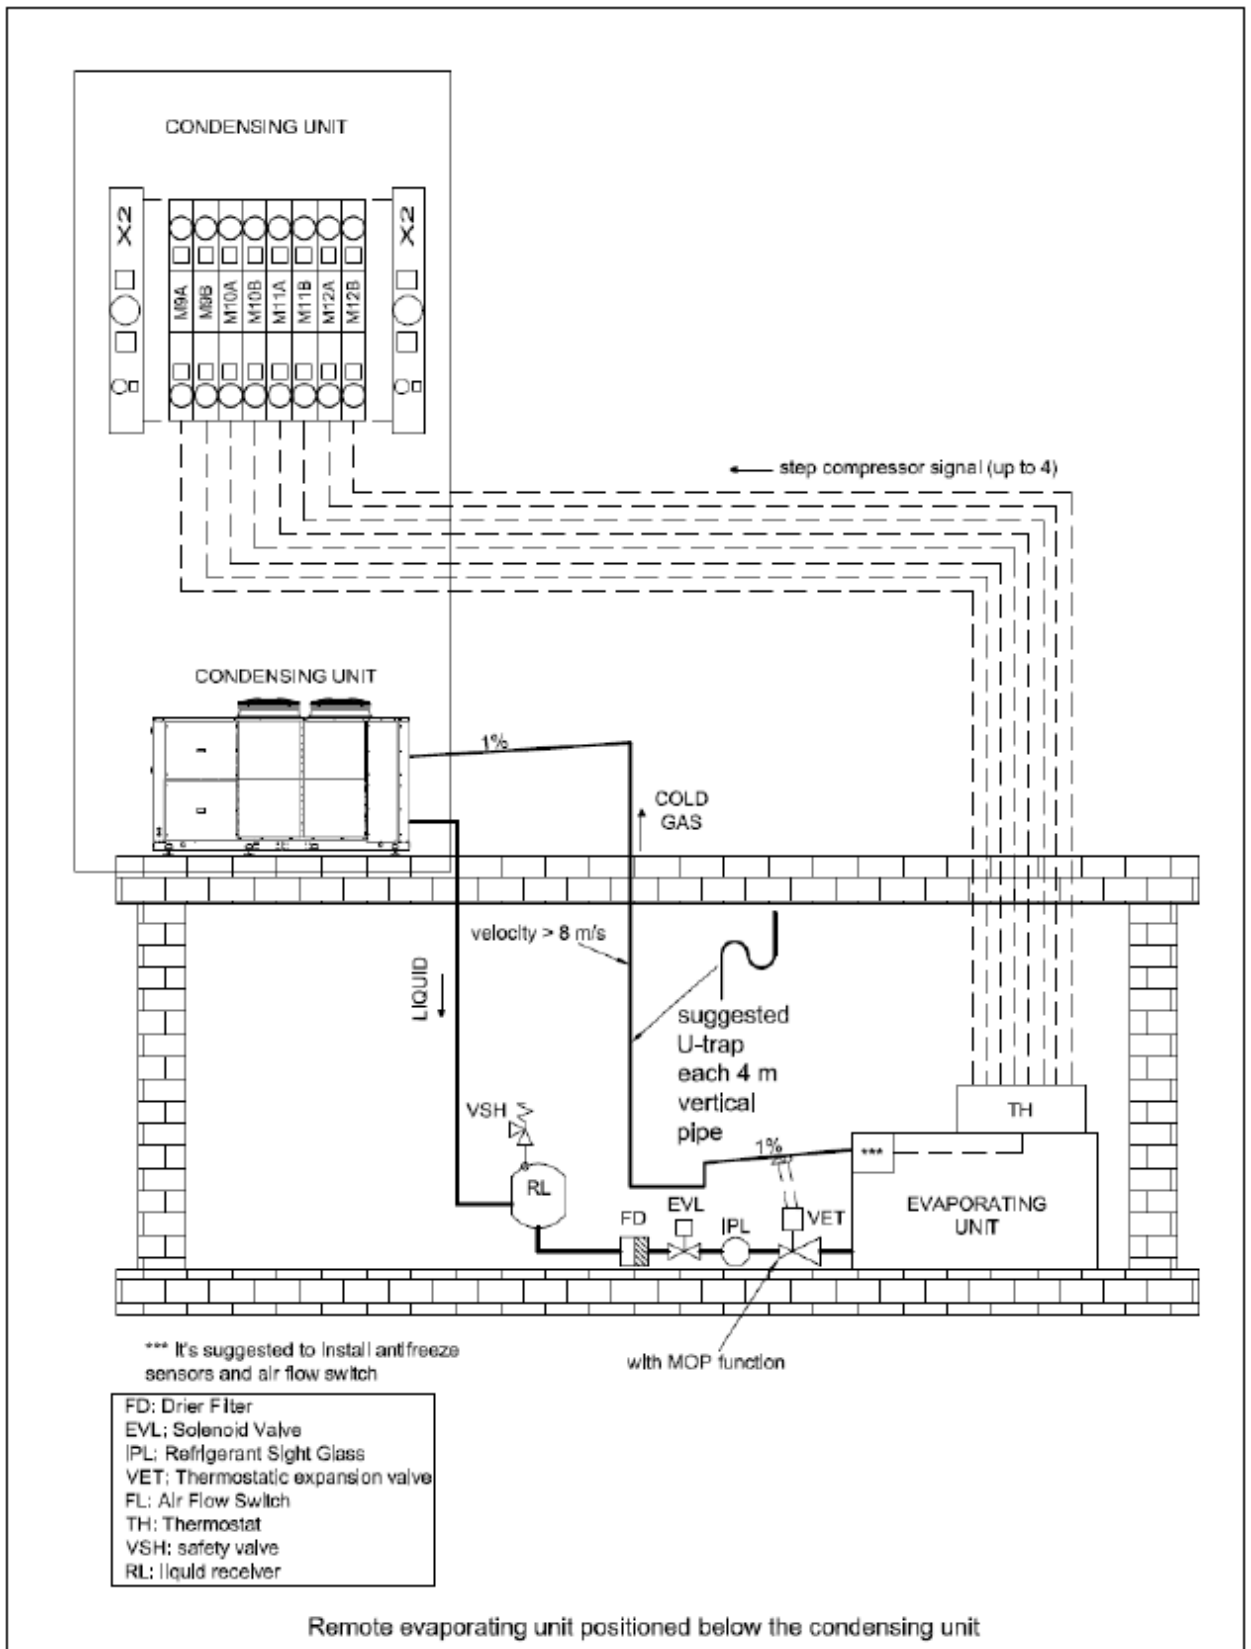 CONDENSING UNIT
X2
X2
M9A
M9B
M10A
M10B
M11A
M11B
M12A
M12B
step compressor signal (up to 4)
CONDENSING UNIT
1%
COLD
GAS
velocity > 8 m/s
LIQUID
suggested
U-trap
each 4 m
vertical
pipe
VSH
TH
1%
***
RL
FD
EVL
IPL
VET
EVAPORATING
UNIT
*** It's suggested to install antifreeze
sensors and air flow switch
with MOP function
FD: Drier Filter
EVL: Solenoid Valve
IPL: Refrigerant Sight Glass
VET: Thermostatic expansion valve
FL: Air Flow Switch
TH: Thermostat
VSH: safety valve
RL: liquid receiver
Remote evaporating unit positioned below the condensing unit